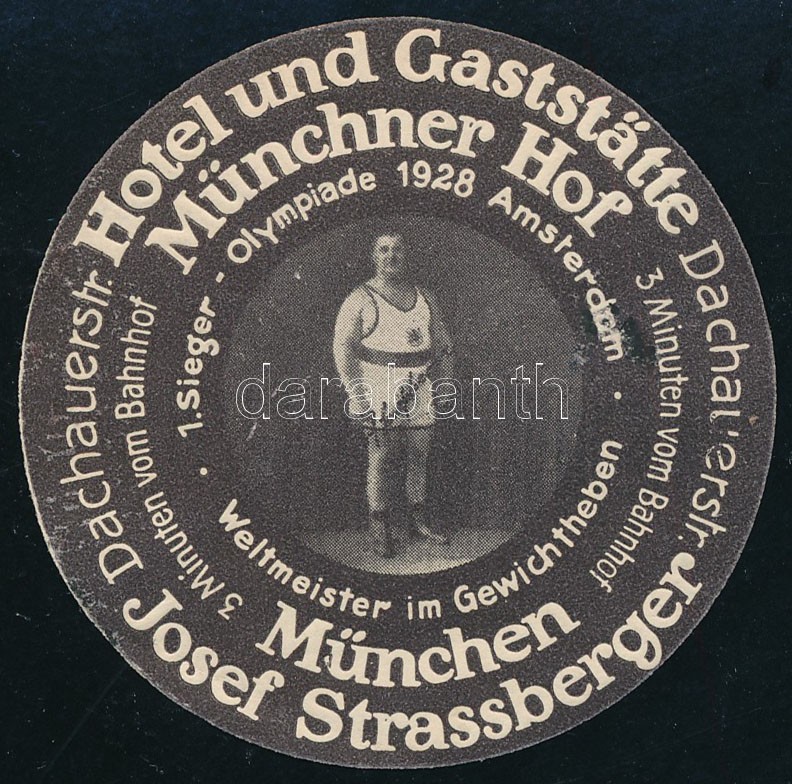 Hotel und Gaststätte
Münchner Hof
1. Sieger - Olympiade 1928 Amsterdam
Weltmeister im Gewichtheben
München
Josef Strassberger
Dachauerstr.
3 Minuten vom Bahnhof
Dachauerstr.
3 Minuten vom Bahnhof
darabanth